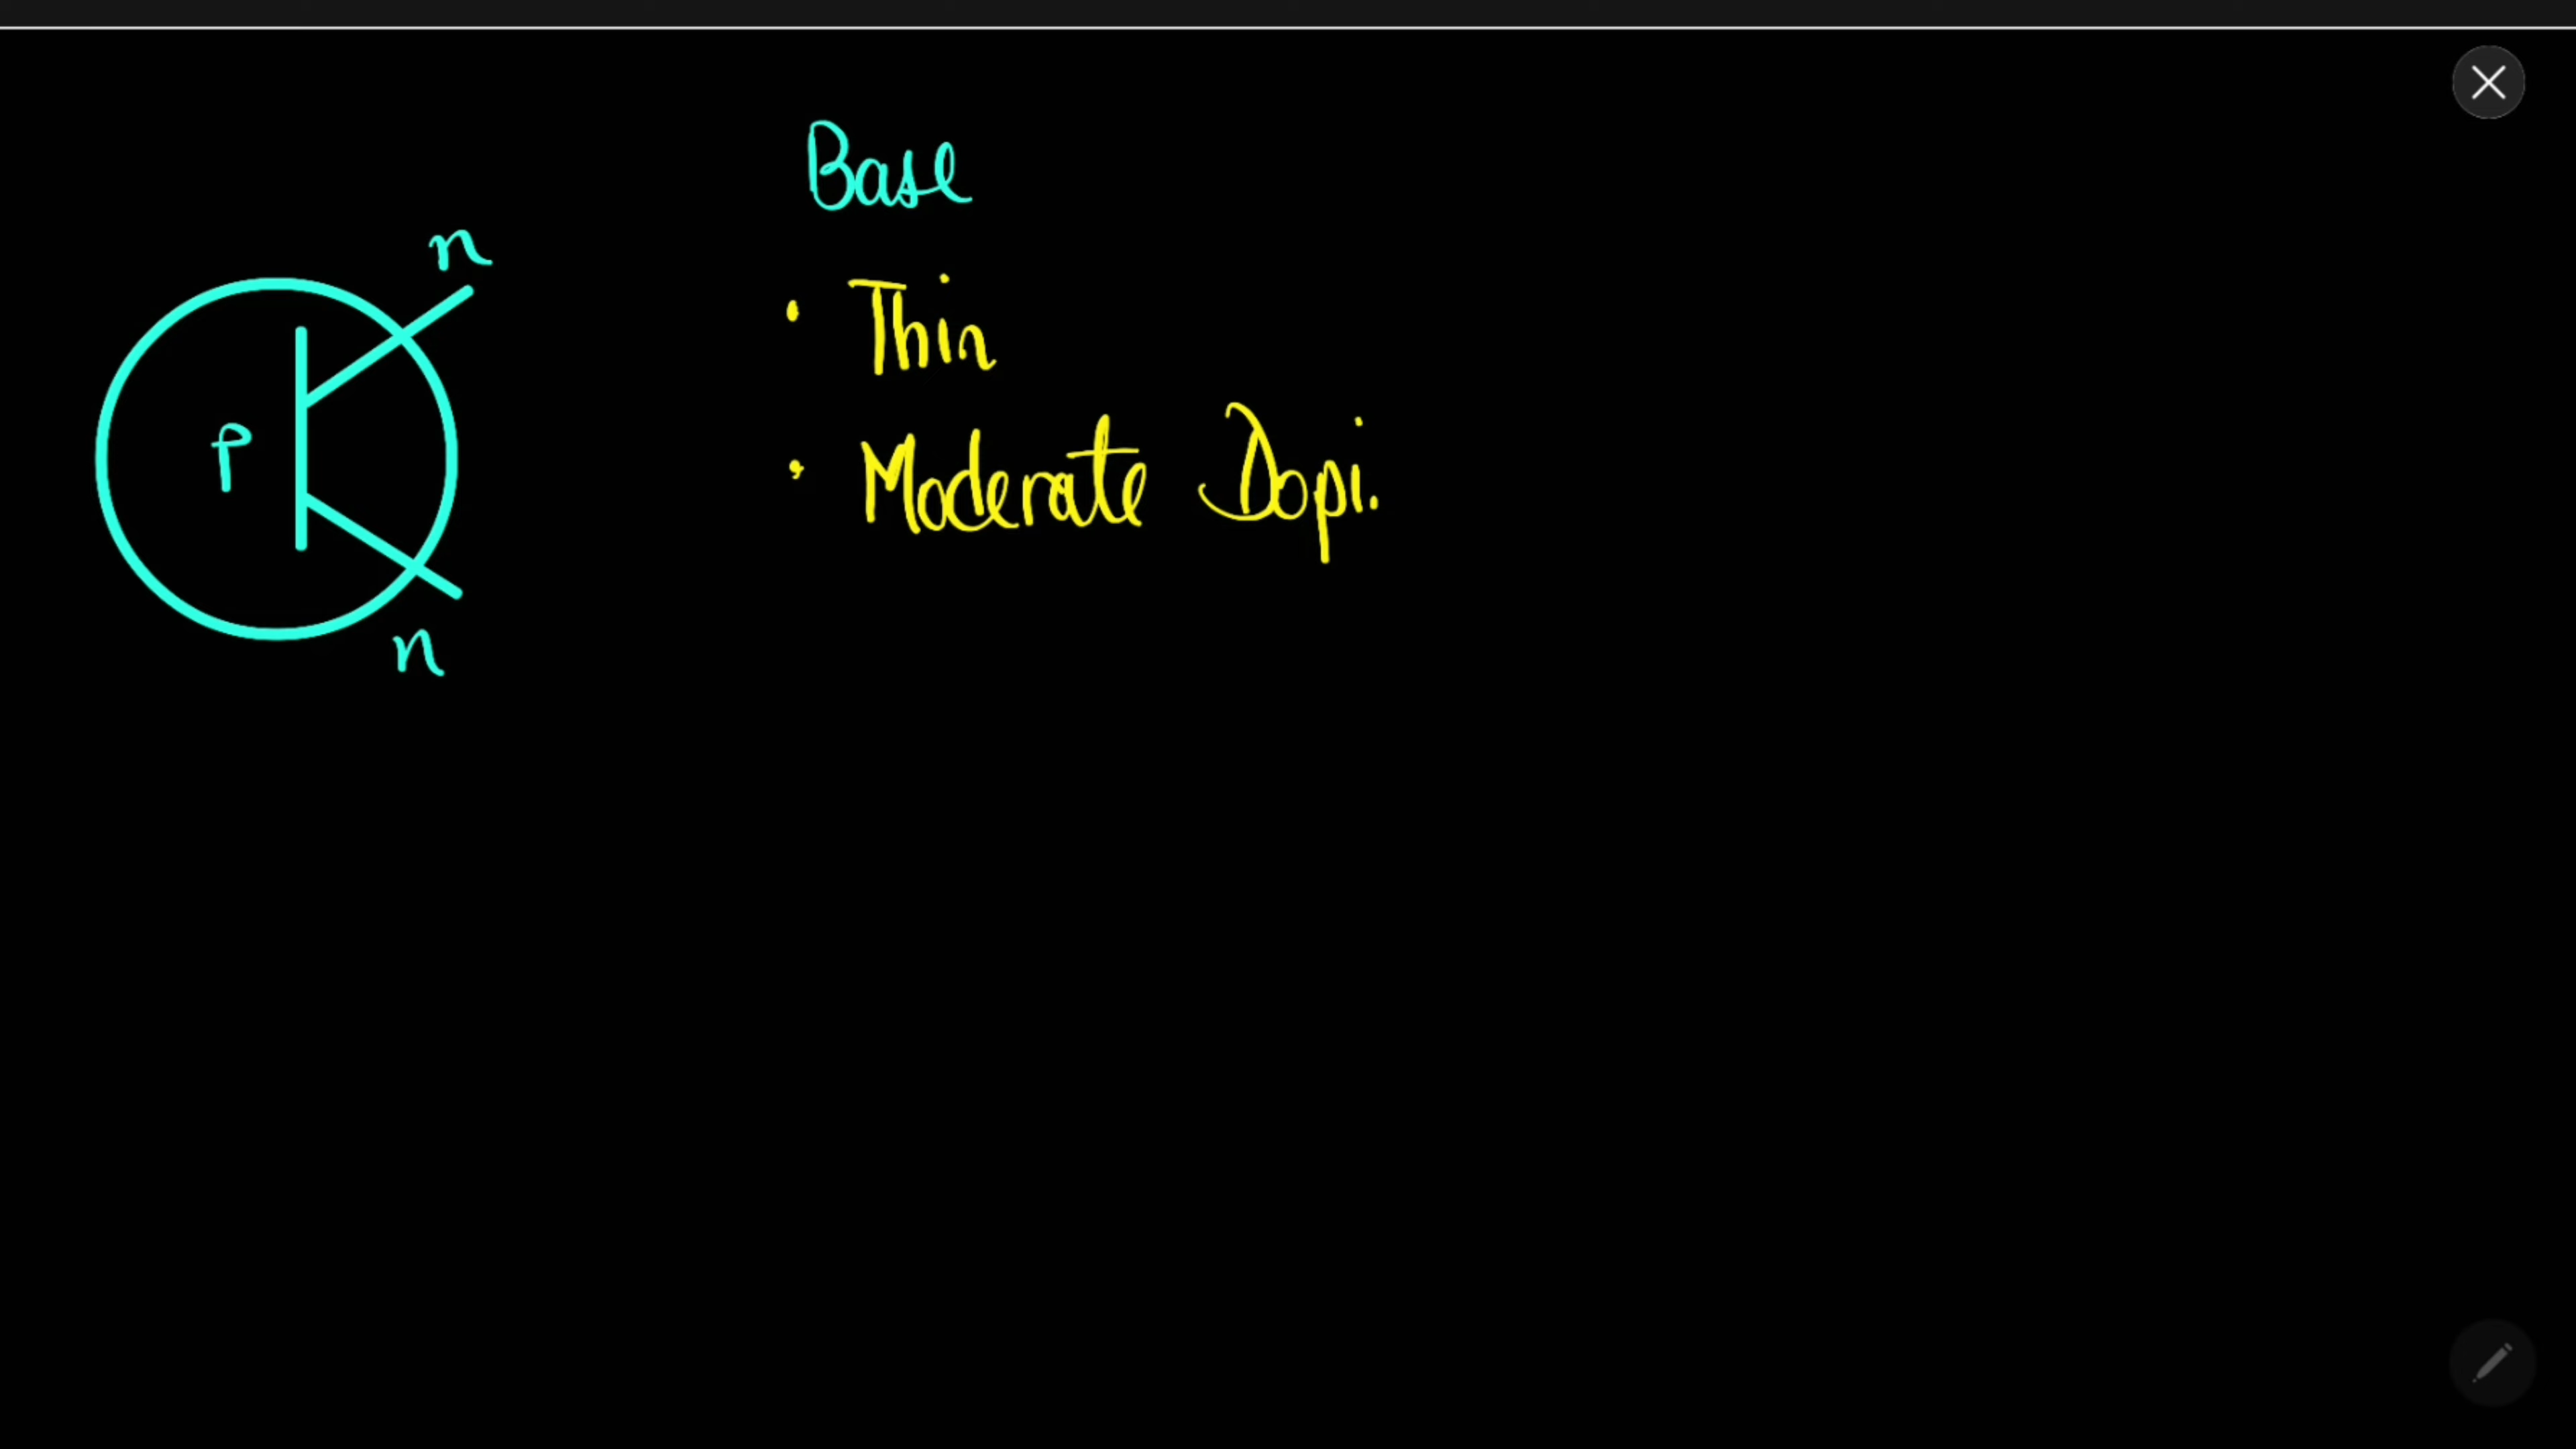 Base
n
• Thin
P
• Moderate Dopi.
n